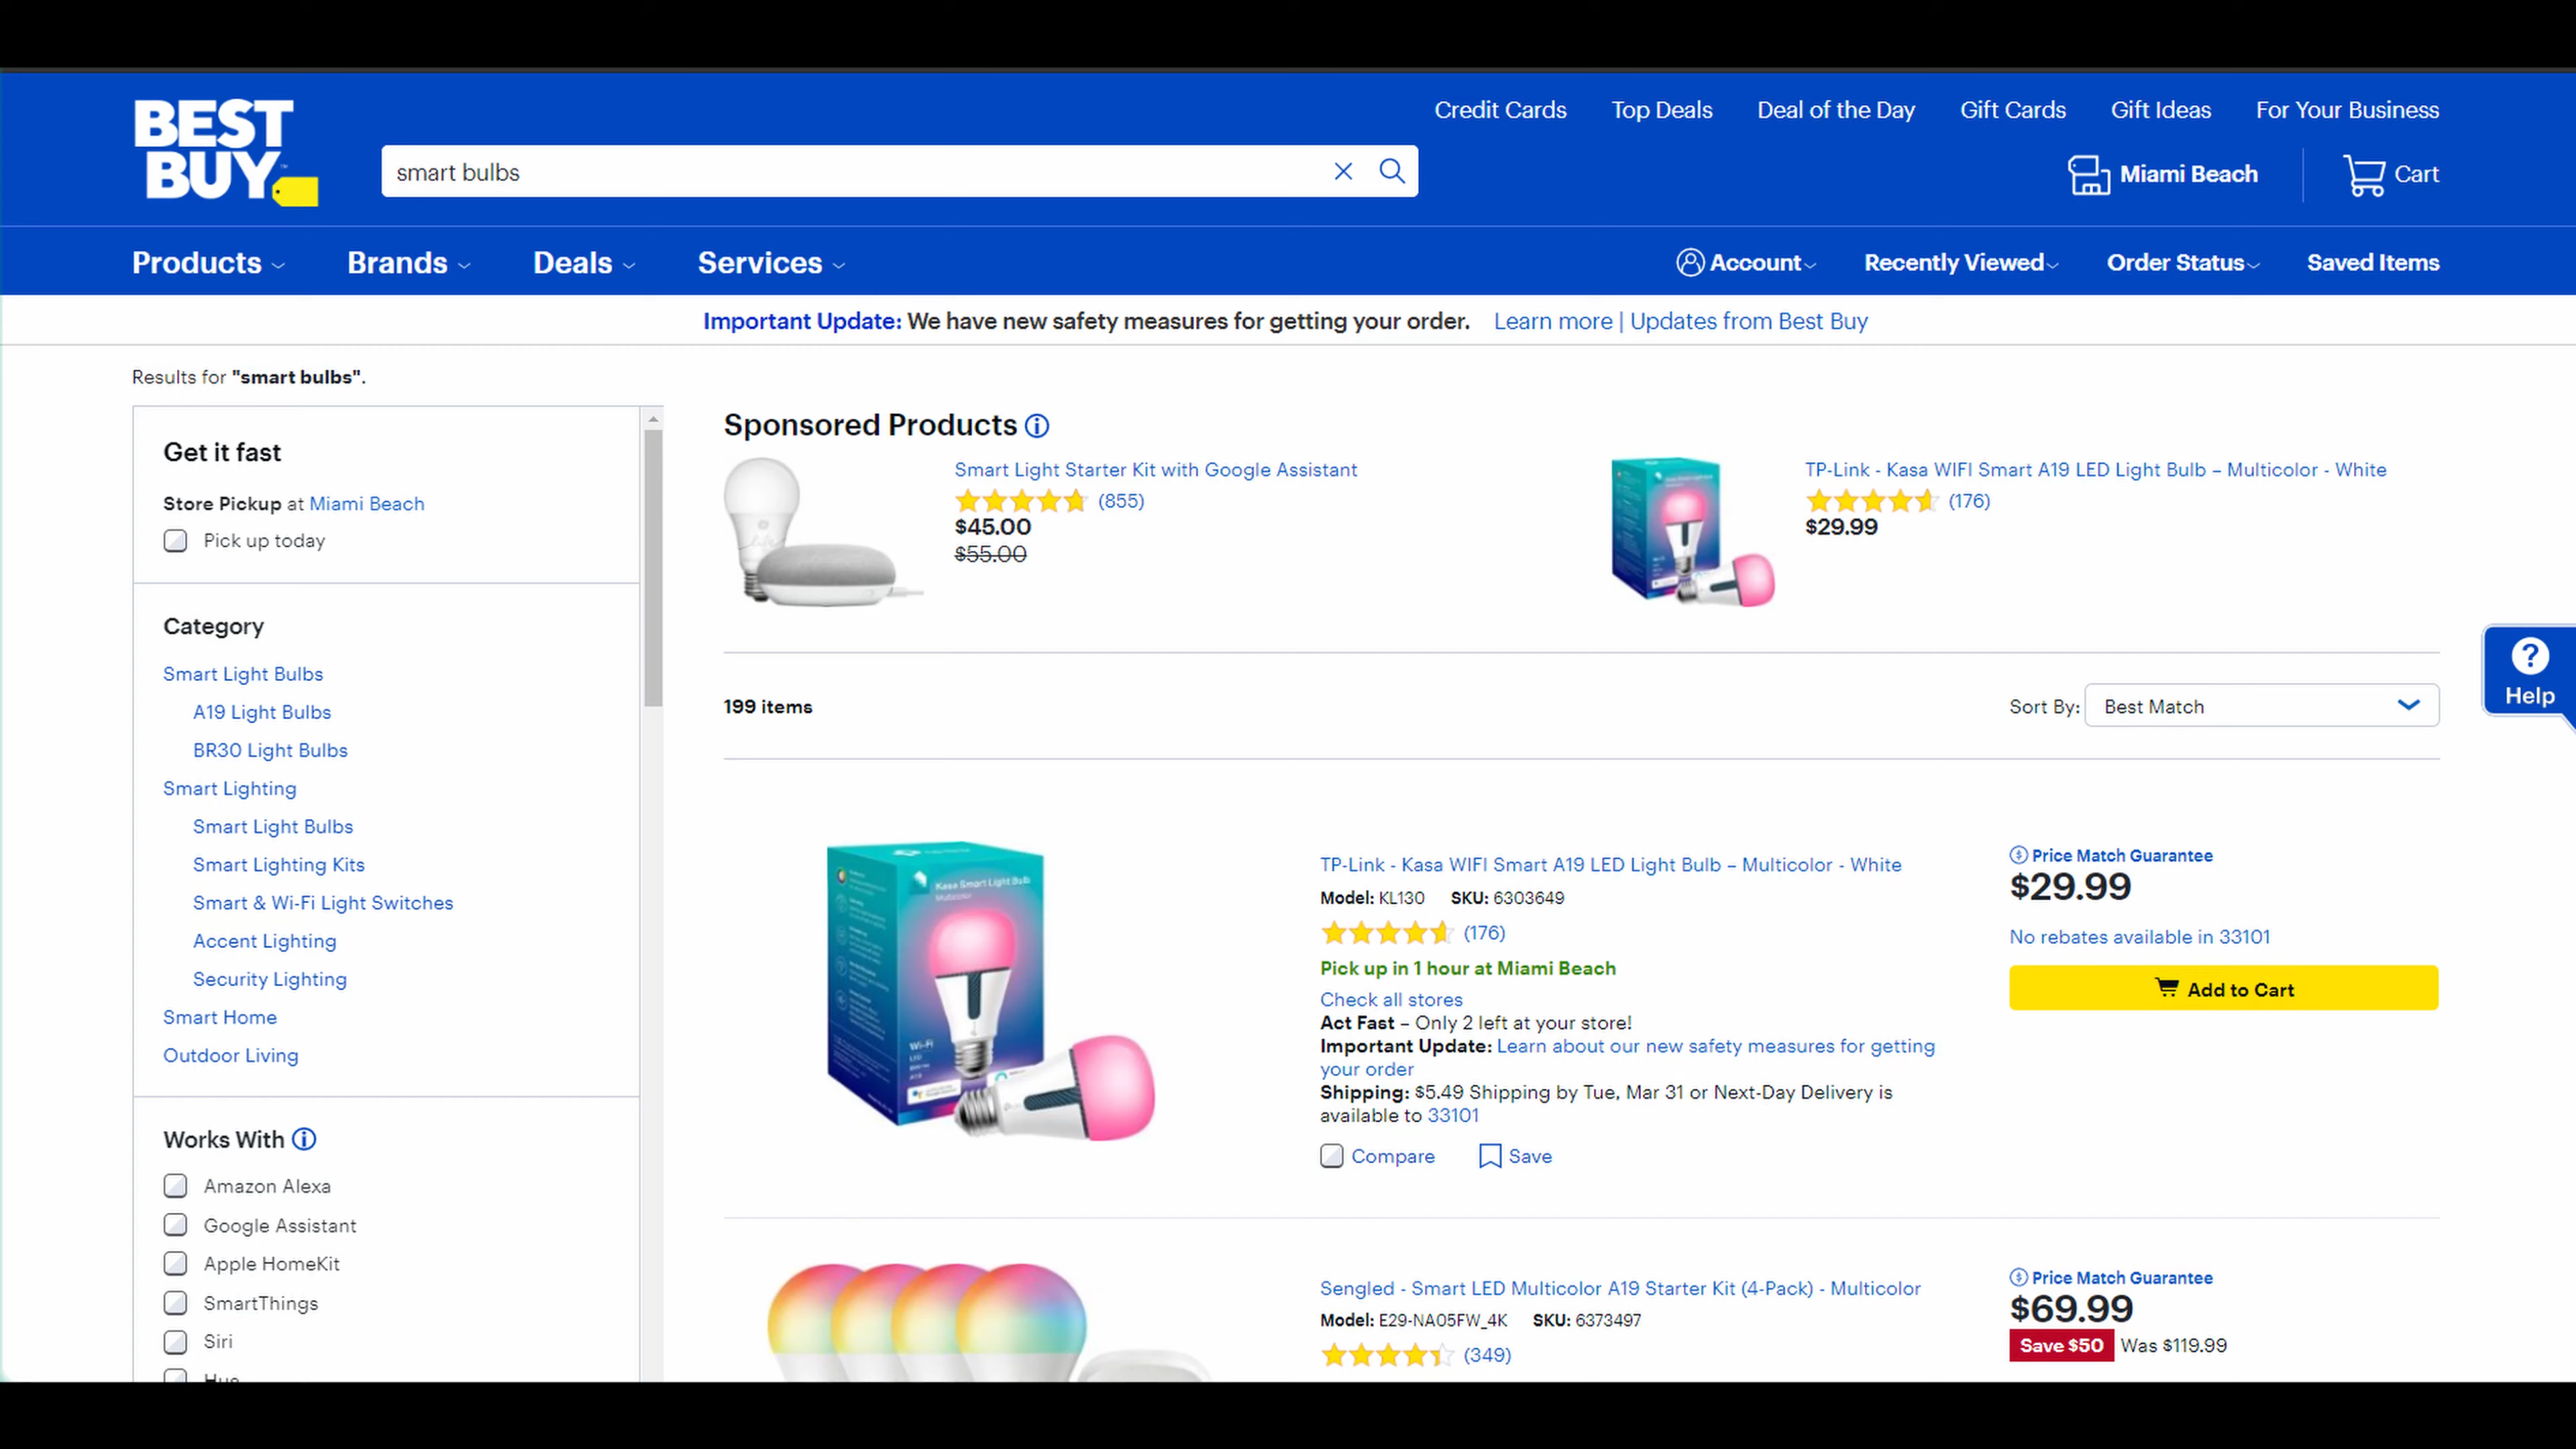 Credit Cards Top Deals Deal of the Day Gift Cards Gift Ideas For Your Business
BEST
BUY
smart bulbs
Miami Beach
Cart
Products Brands Deals Services
Account Recently Viewed Order Status Saved Items
Important Update: We have new safety measures for getting your order. Learn more | Updates from Best Buy
Results for "smart bulbs".
Get it fast
Store Pickup at Miami Beach
Pick up today
Category
Smart Light Bulbs
A19 Light Bulbs
BR30 Light Bulbs
Smart Lighting
Smart Light Bulbs
Smart Lighting Kits
Smart & Wi-Fi Light Switches
Accent Lighting
Security Lighting
Smart Home
Outdoor Living
Works With
Amazon Alexa
Google Assistant
Apple HomeKit
SmartThings
Siri
Hue
Sponsored Products
Smart Light Starter Kit with Google Assistant
(855)
$45.00
$55.00
TP-Link - Kasa WIFI Smart A19 LED Light Bulb – Multicolor - White
(176)
$29.99
199 items
Sort By: Best Match
Help
Kasa Smart Light Bulb
Multicolor
Wi-Fi
TP-Link - Kasa WIFI Smart A19 LED Light Bulb – Multicolor - White
Model: KL130 SKU: 6303649
(176)
Pick up in 1 hour at Miami Beach
Check all stores
Act Fast – Only 2 left at your store!
Important Update: Learn about our new safety measures for getting
your order
Shipping: $5.49 Shipping by Tue, Mar 31 or Next-Day Delivery is
available to 33101
Compare Save
Price Match Guarantee
$29.99
No rebates available in 33101
Add to Cart
Sengled - Smart LED Multicolor A19 Starter Kit (4-Pack) - Multicolor
Model: E29-NA05FW_4K SKU: 6373497
(349)
Price Match Guarantee
$69.99
Save $50 Was $119.99